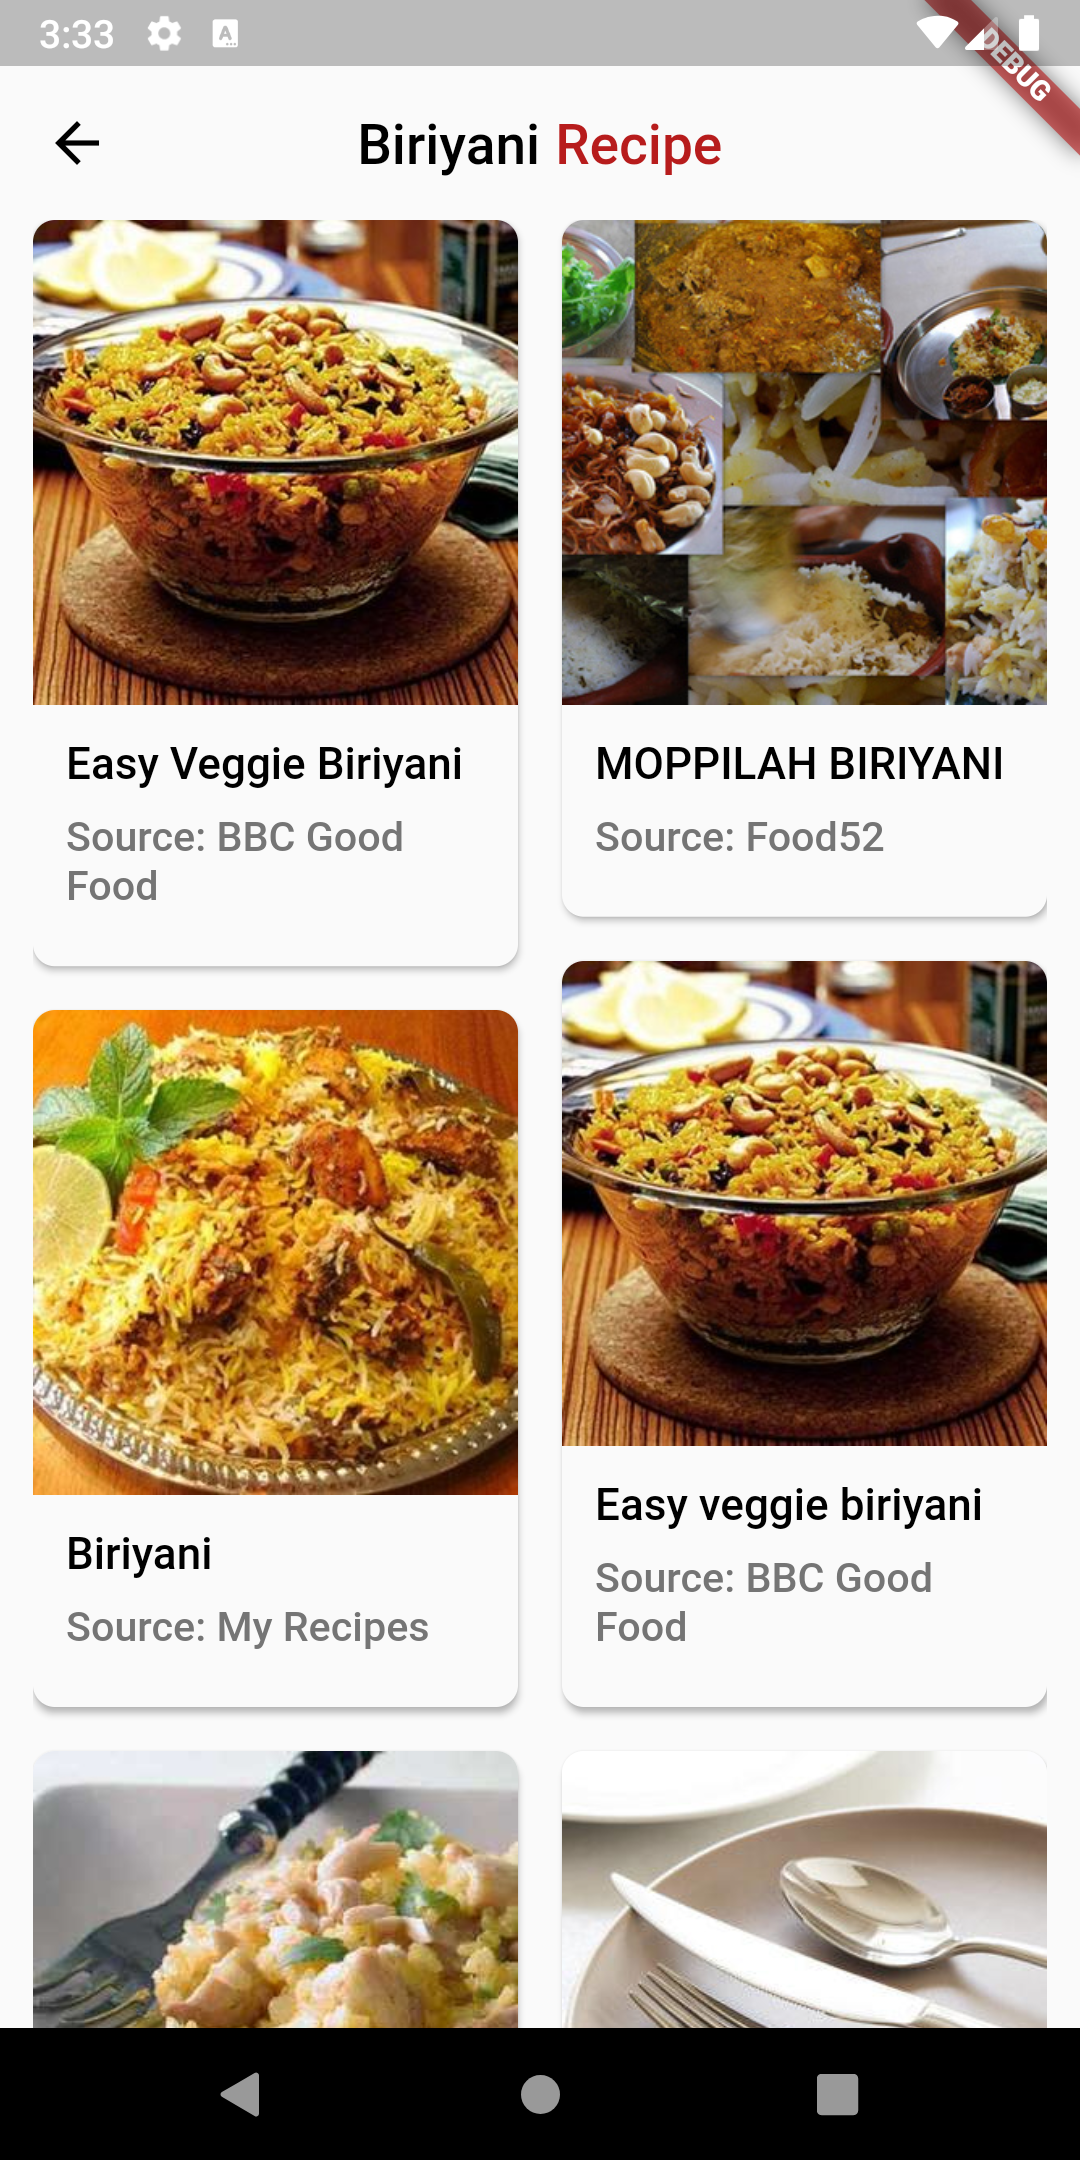 3:33
A
DEBUG
Biriyani Recipe
Easy Veggie Biriyani
Source: BBC Good
Food
MOPPILAH BIRIYANI
Source: Food52
Biriyani
Source: My Recipes
Easy veggie biriyani
Source: BBC Good
Food